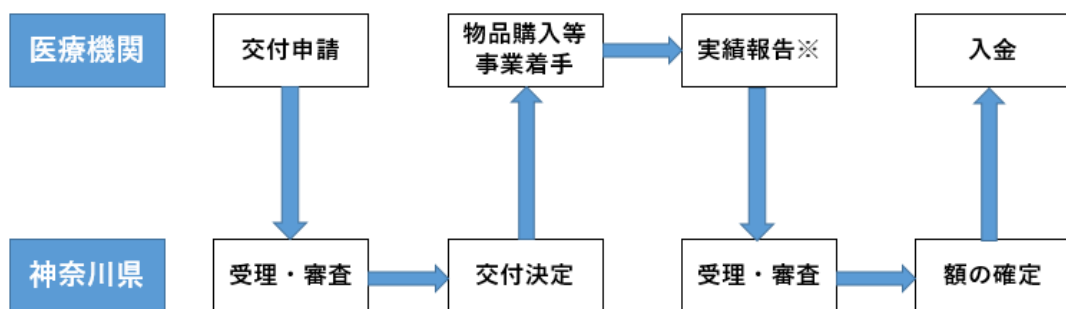 医療機関
交付申請
物品購入等
事業着手
実績報告※
入金
神奈川県
受理・審査
交付決定
受理・審査
額の確定